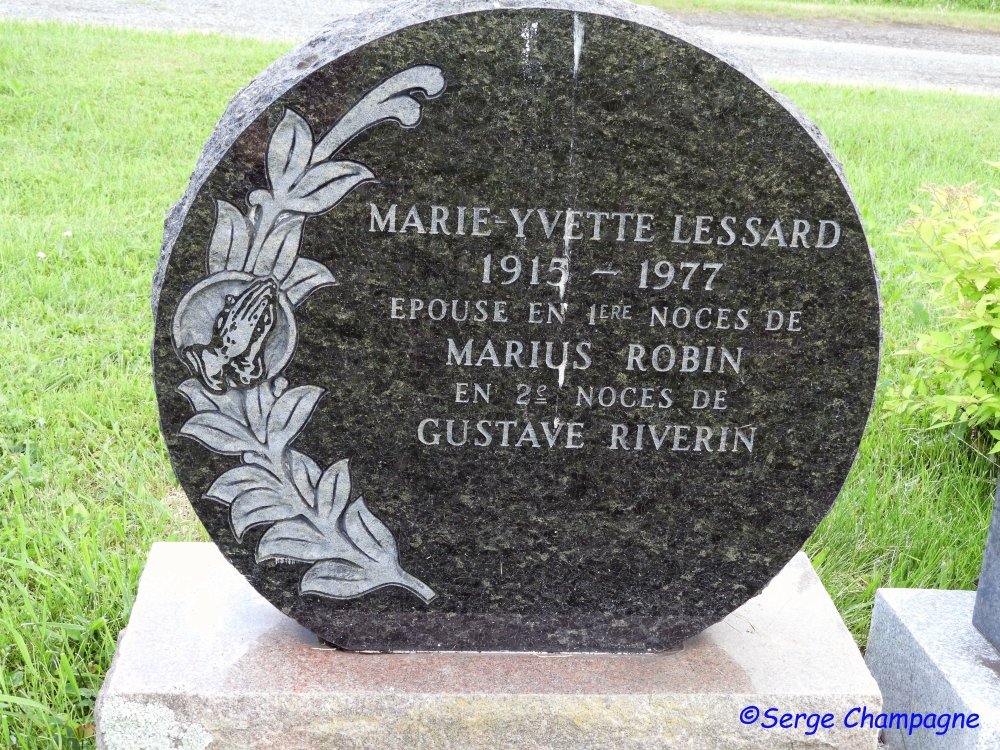 MARIE-YVETTE LESSARD
1915 – 1977
EPOUSE EN 1ERE NOCES DE
MARIUS ROBIN
EN 2E NOCES DE
GUSTAVE RIVERIN
©Serge Champagne